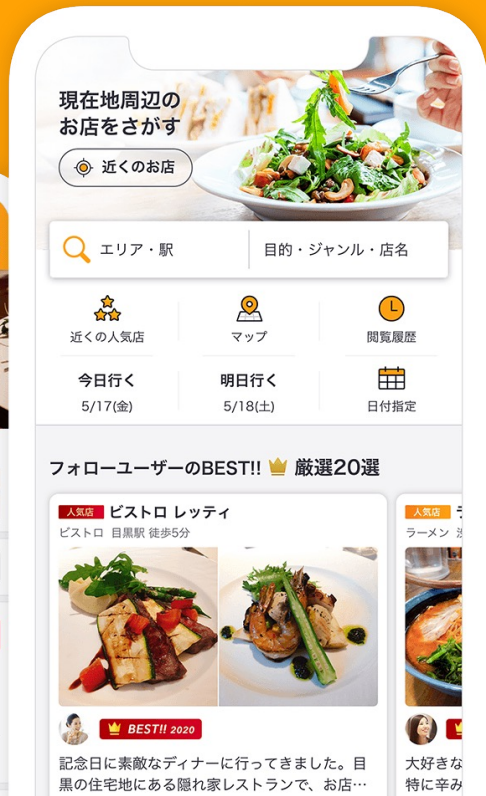 現在地周辺の
お店をさがす
近くのお店
エリア・駅
目的・ジャンル・店名
近くの人気店
マップ
閲覧履歴
今日行く
5/17(金)
明日行く
5/18(土)
日付指定
フォローユーザーのBEST!! 厳選20選
人気店 ビストロ レッティ
ビストロ 目黒駅 徒歩5分
BEST!! 2020
記念日に素敵なディナーに行ってきました。目
黒の住宅地にある隠れ家レストランで、お店…
人気店
ラーメン
大好きな
特に辛み